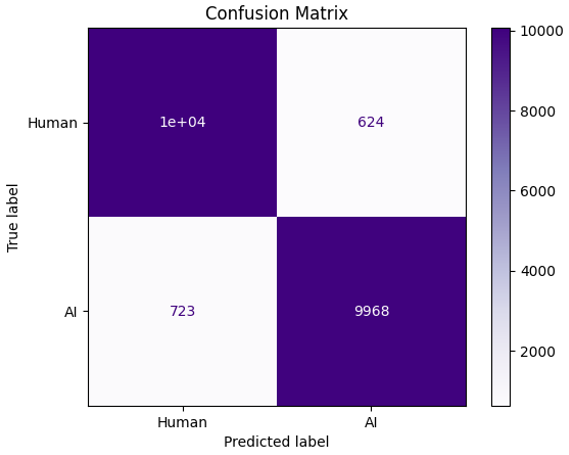 Confusion Matrix
Human
1e+04
624
AI
723
9968
Human
AI
True label
Predicted label
10000
8000
6000
4000
2000